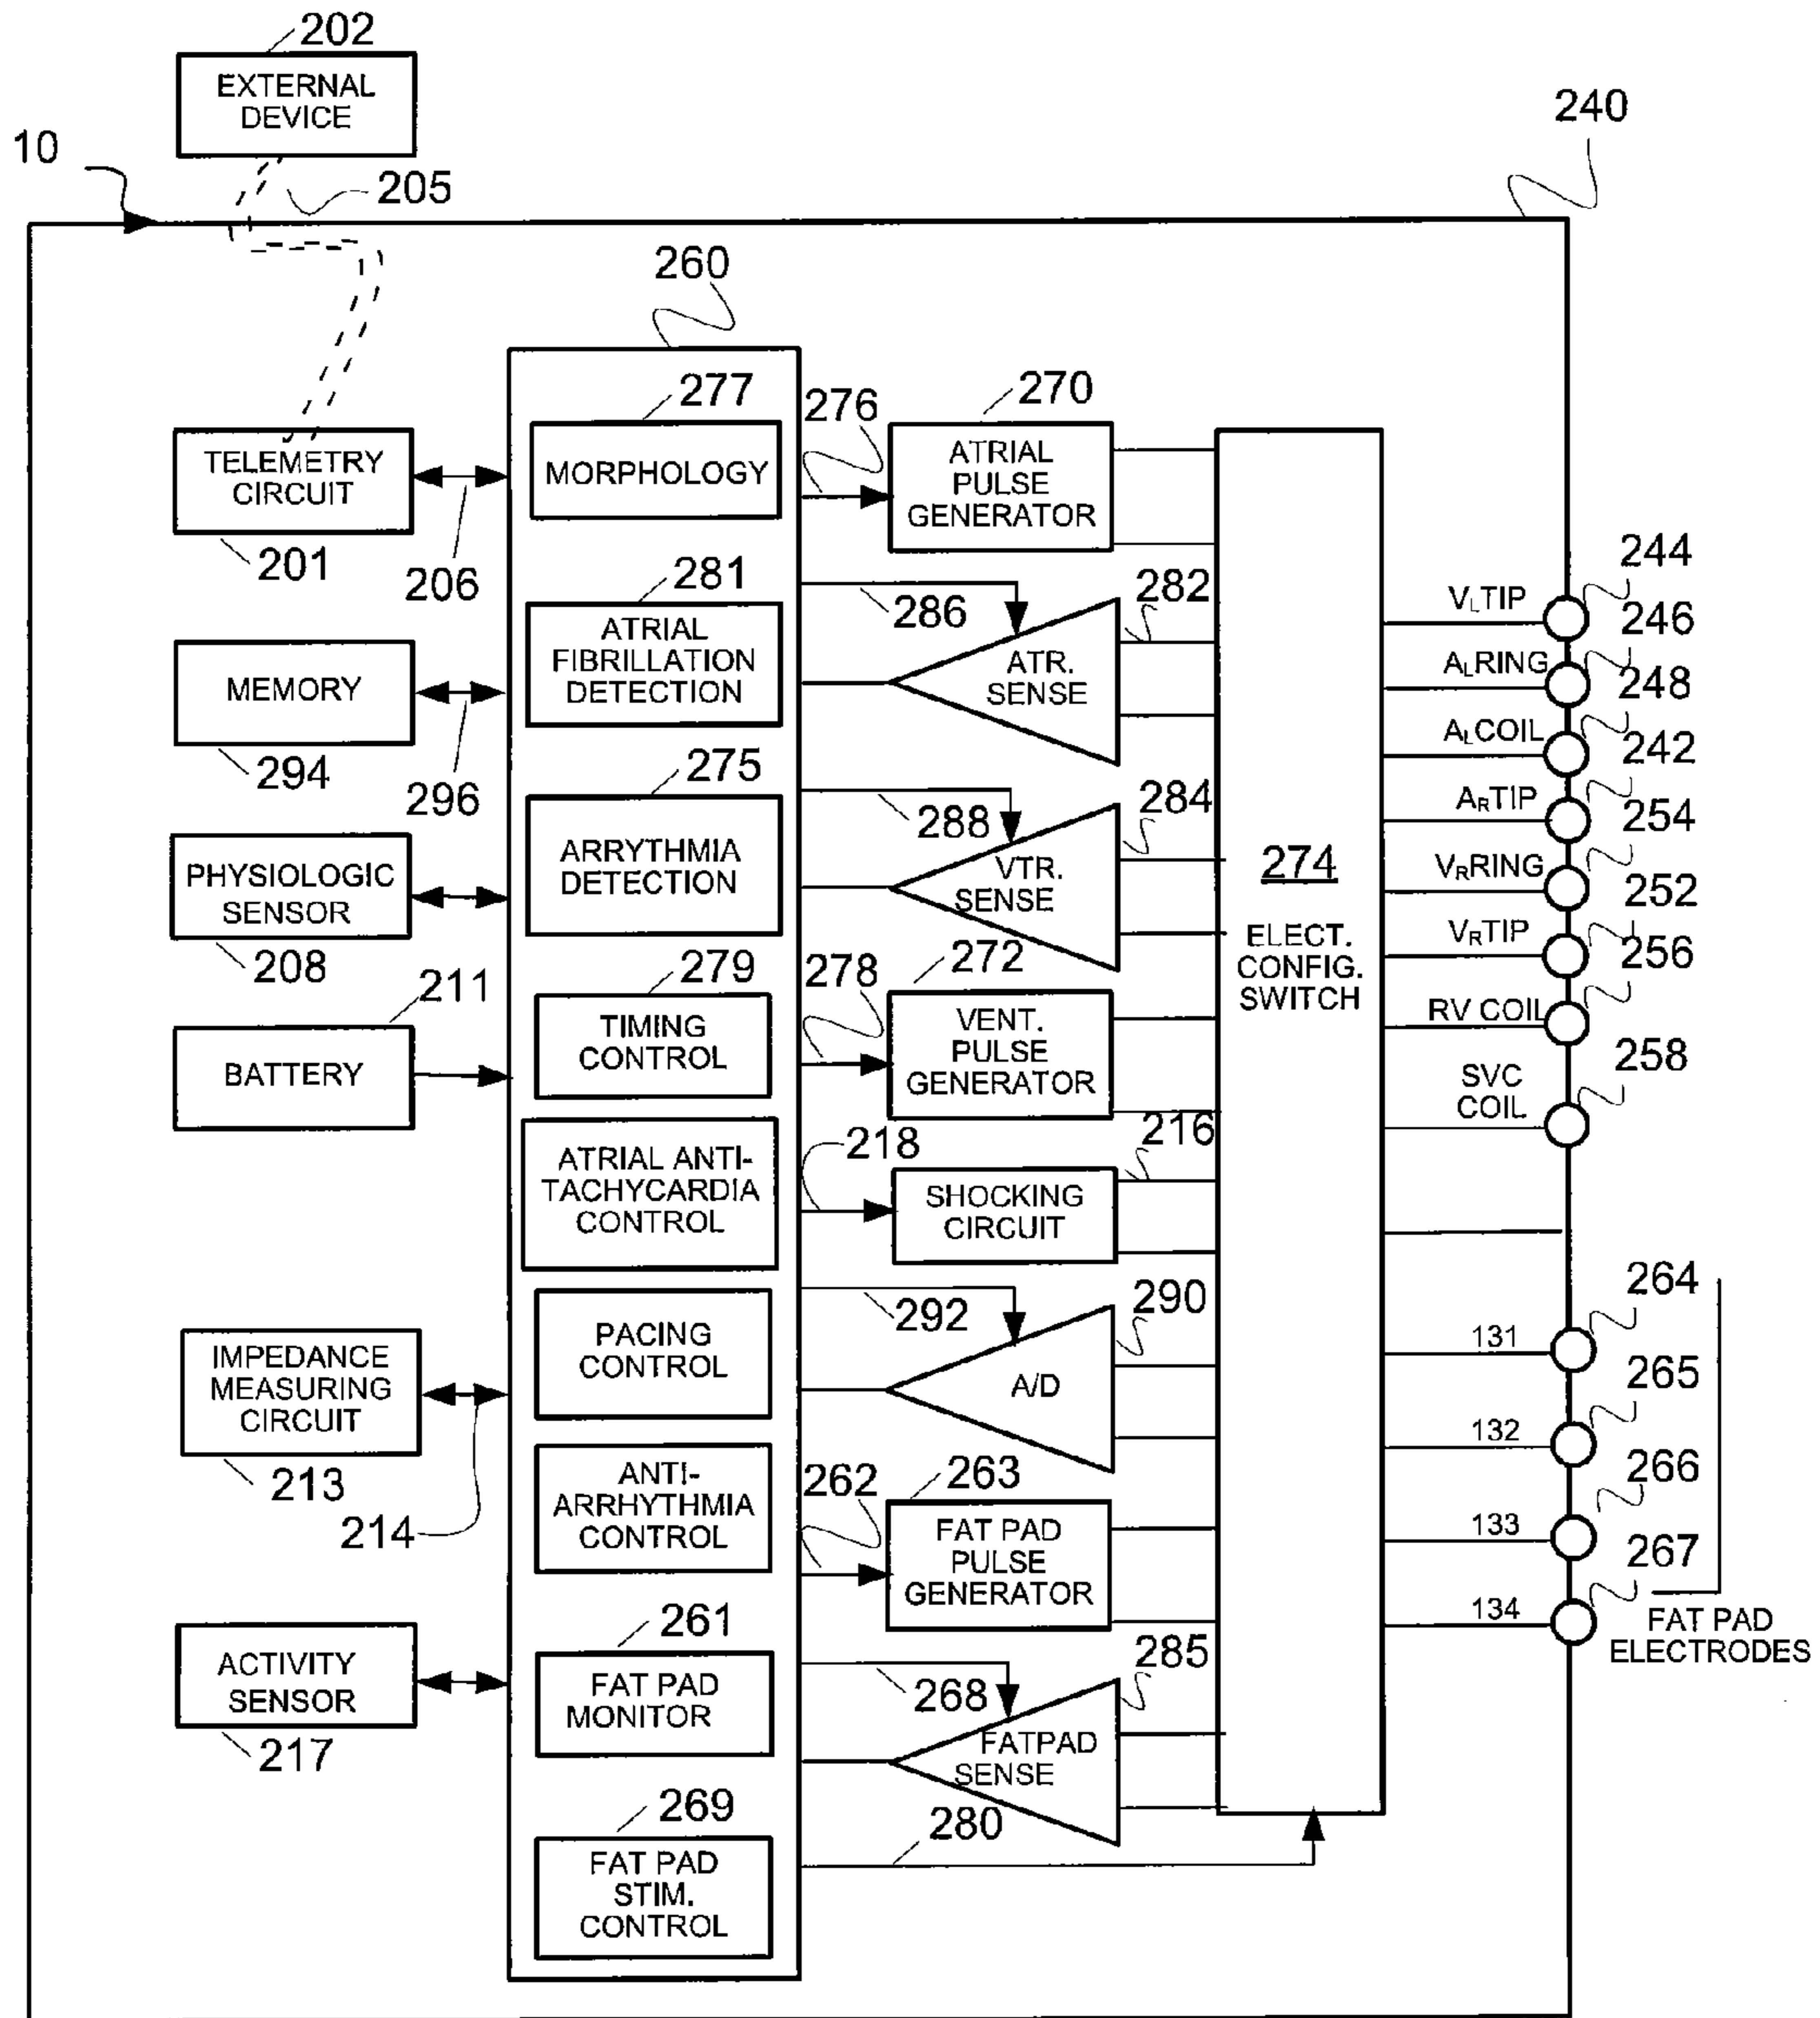 202
EXTERNAL
DEVICE
10
205
240
260
277
MORPHOLOGY
276
270
ATRIAL
PULSE
GENERATOR
TELEMETRY
CIRCUIT
201
206
281
ATRIAL
FIBRILLATION
DETECTION
286
282
ATR.
SENSE
MEMORY
294
296
275
ARRYTHMIA
DETECTION
288
284
VTR.
SENSE
PHYSIOLOGIC
SENSOR
208
274
ELECT.
CONFIG.
SWITCH
211
BATTERY
279
TIMING
CONTROL
278
272
VENT.
PULSE
GENERATOR
ATRIAL ANTI-
TACHYCARDIA
CONTROL
218
216
SHOCKING
CIRCUIT
PACING
CONTROL
292
290
A/D
IMPEDANCE
MEASURING
CIRCUIT
213
214
ANTI-
ARRHYTHMIA
CONTROL
262
263
FAT PAD
PULSE
GENERATOR
261
FAT PAD
MONITOR
268
285
FATPAD
SENSE
ACTIVITY
SENSOR
217
269
FAT PAD
STIM.
CONTROL
280
VLTIP
244
ALRING
246
ALCOIL
248
ARTIP
242
VRRING
254
VRTIP
252
RV COIL
256
SVC
COIL
258
131
264
132
265
133
266
134
267
FAT PAD
ELECTRODES